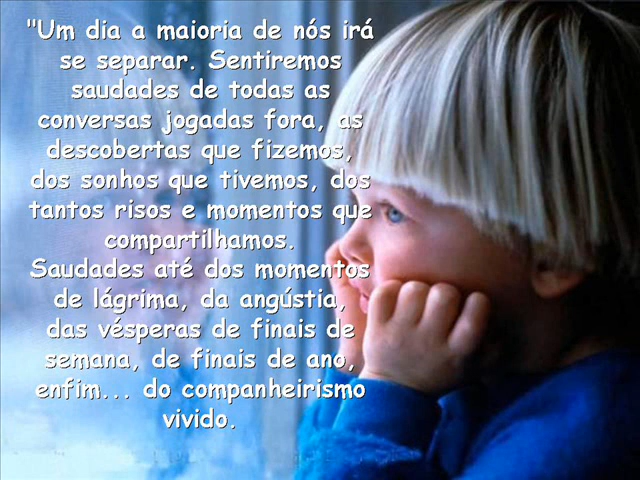 "Um dia a maioria de nós irá
se separar. Sentiremos
saudades de todas as
conversas jogadas fora, as
descobertas que fizemos,
dos sonhos que tivemos, dos
tantos risos e momentos que
compartilhamos.
Saudades até dos momentos
de lágrima, da angústia,
das vésperas de finais de
semana, de finais de ano,
enfim... do companheirismo
vivido.